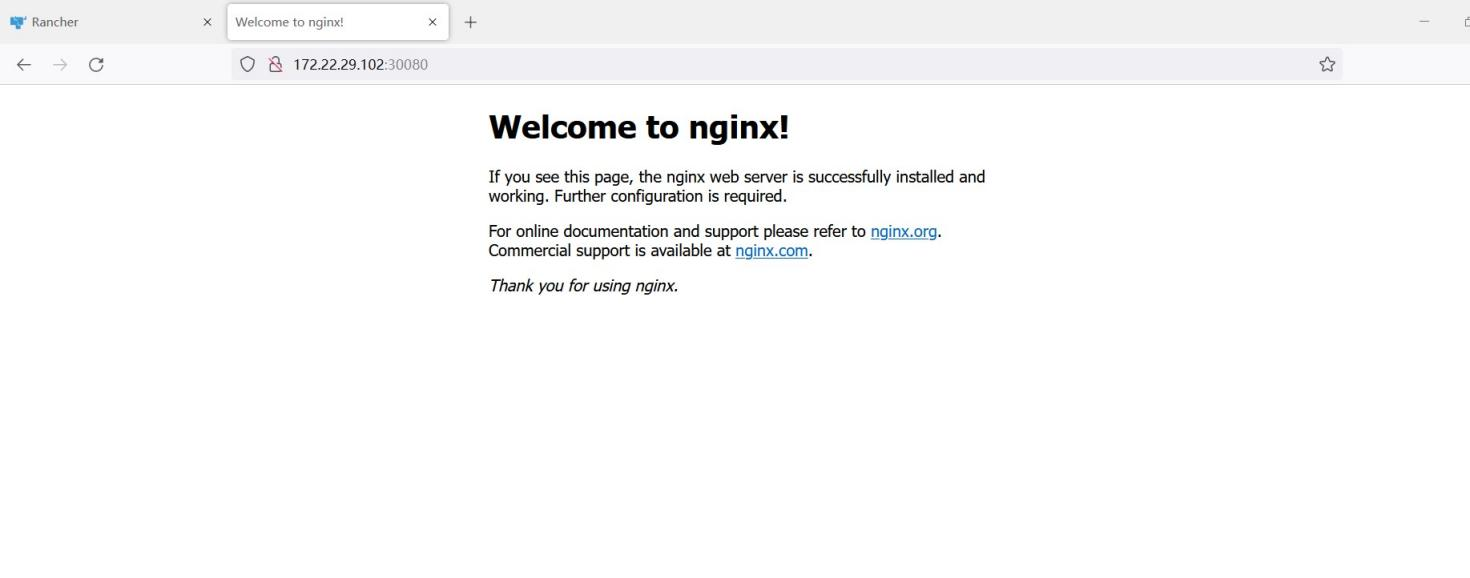 Rancher
Welcome to nginx!
172.22.29.102:30080
Welcome to nginx!
If you see this page, the nginx web server is successfully installed and
working. Further configuration is required.
For online documentation and support please refer to nginx.org.
Commercial support is available at nginx.com.
Thank you for using nginx.